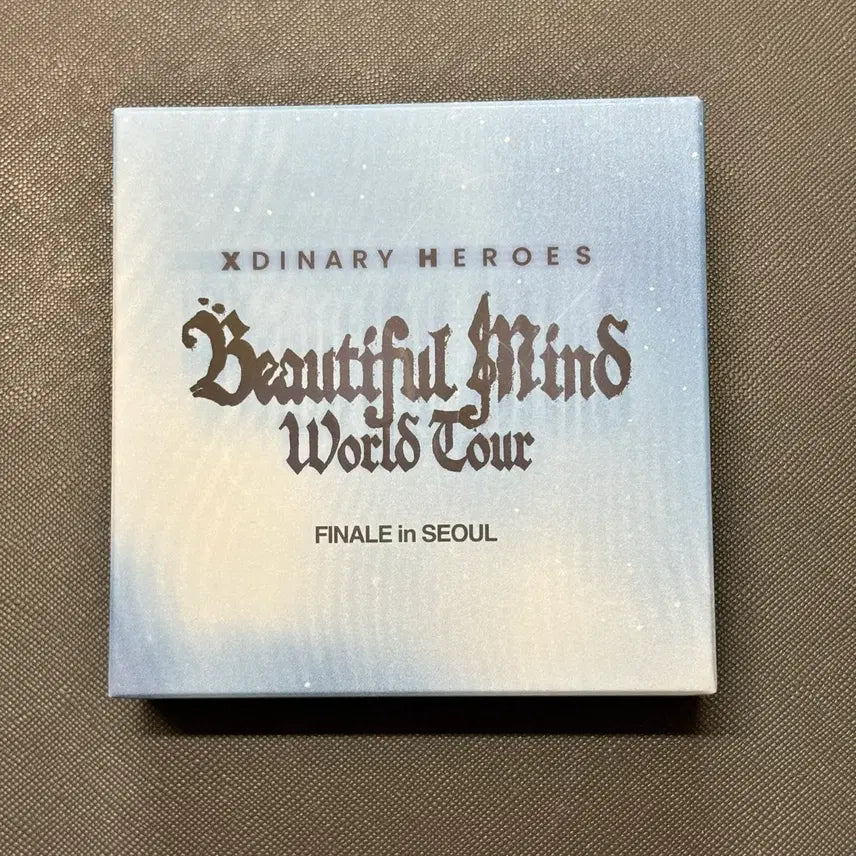 XDINARY HEROES
Beautiful Mind
World Tour
FINALE in SEOUL